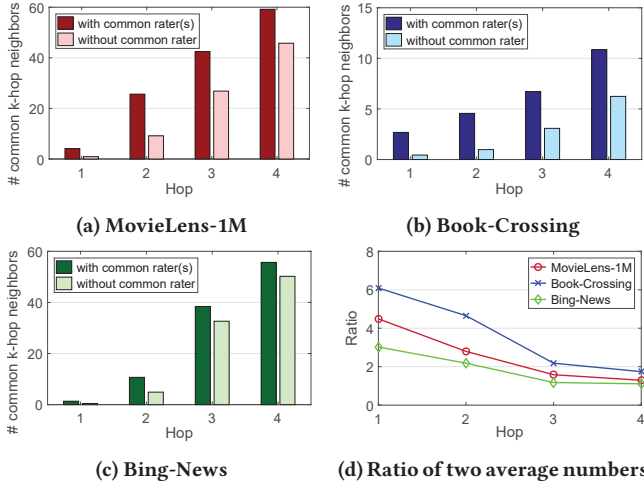 # common k-hop neighbors
60
40
20
0
with common rater(s)
without common rater
1 2 3 4
Hop
(a) MovieLens-1M
# common k-hop neighbors
15
10
5
0
with common rater(s)
without common rater
1 2 3 4
Hop
(b) Book-Crossing
# common k-hop neighbors
60
40
20
0
with common rater(s)
without common rater
1 2 3 4
Hop
(c) Bing-News
Ratio
8
6
4
2
0
MovieLens-1M
Book-Crossing
Bing-News
1 2 3 4
Hop
(d) Ratio of two average numbers